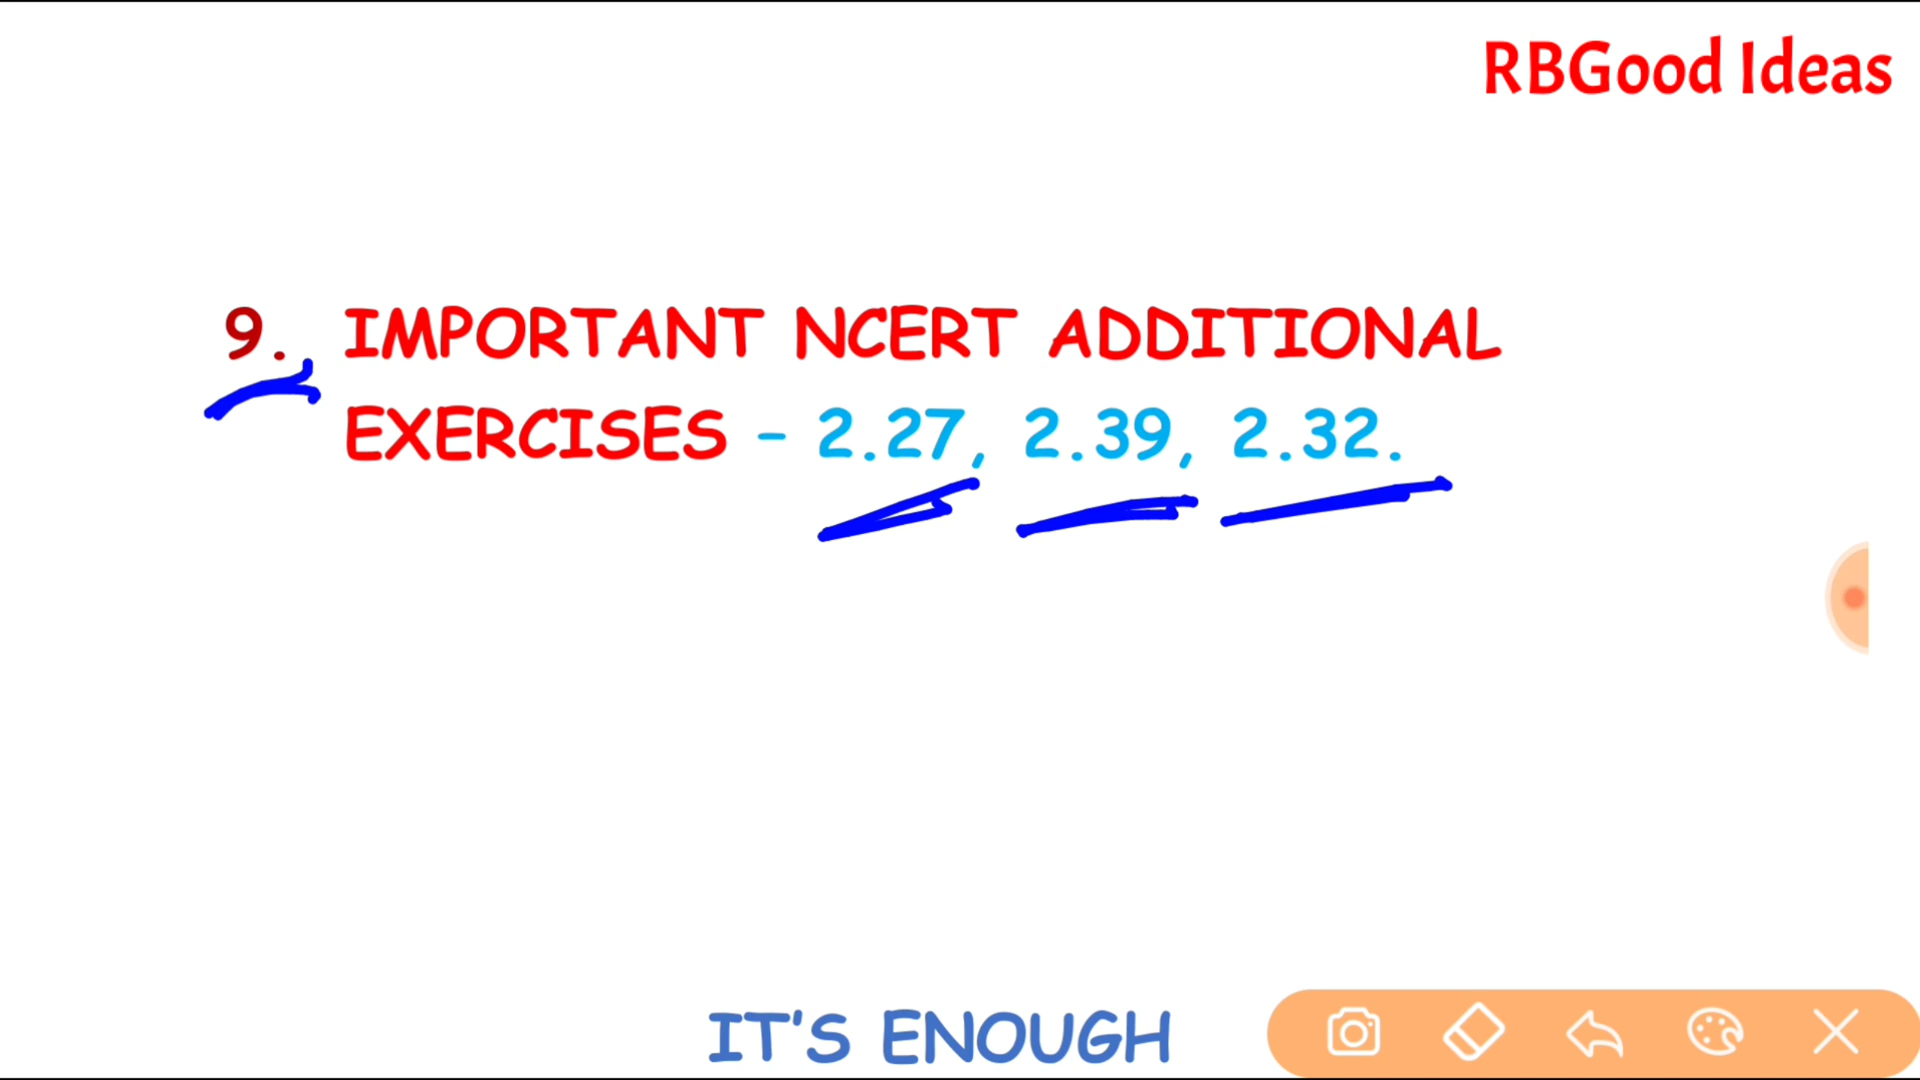 RBGood Ideas
9. IMPORTANT NCERT ADDITIONAL
EXERCISES - 2.27, 2.39, 2.32.
IT'S ENOUGH